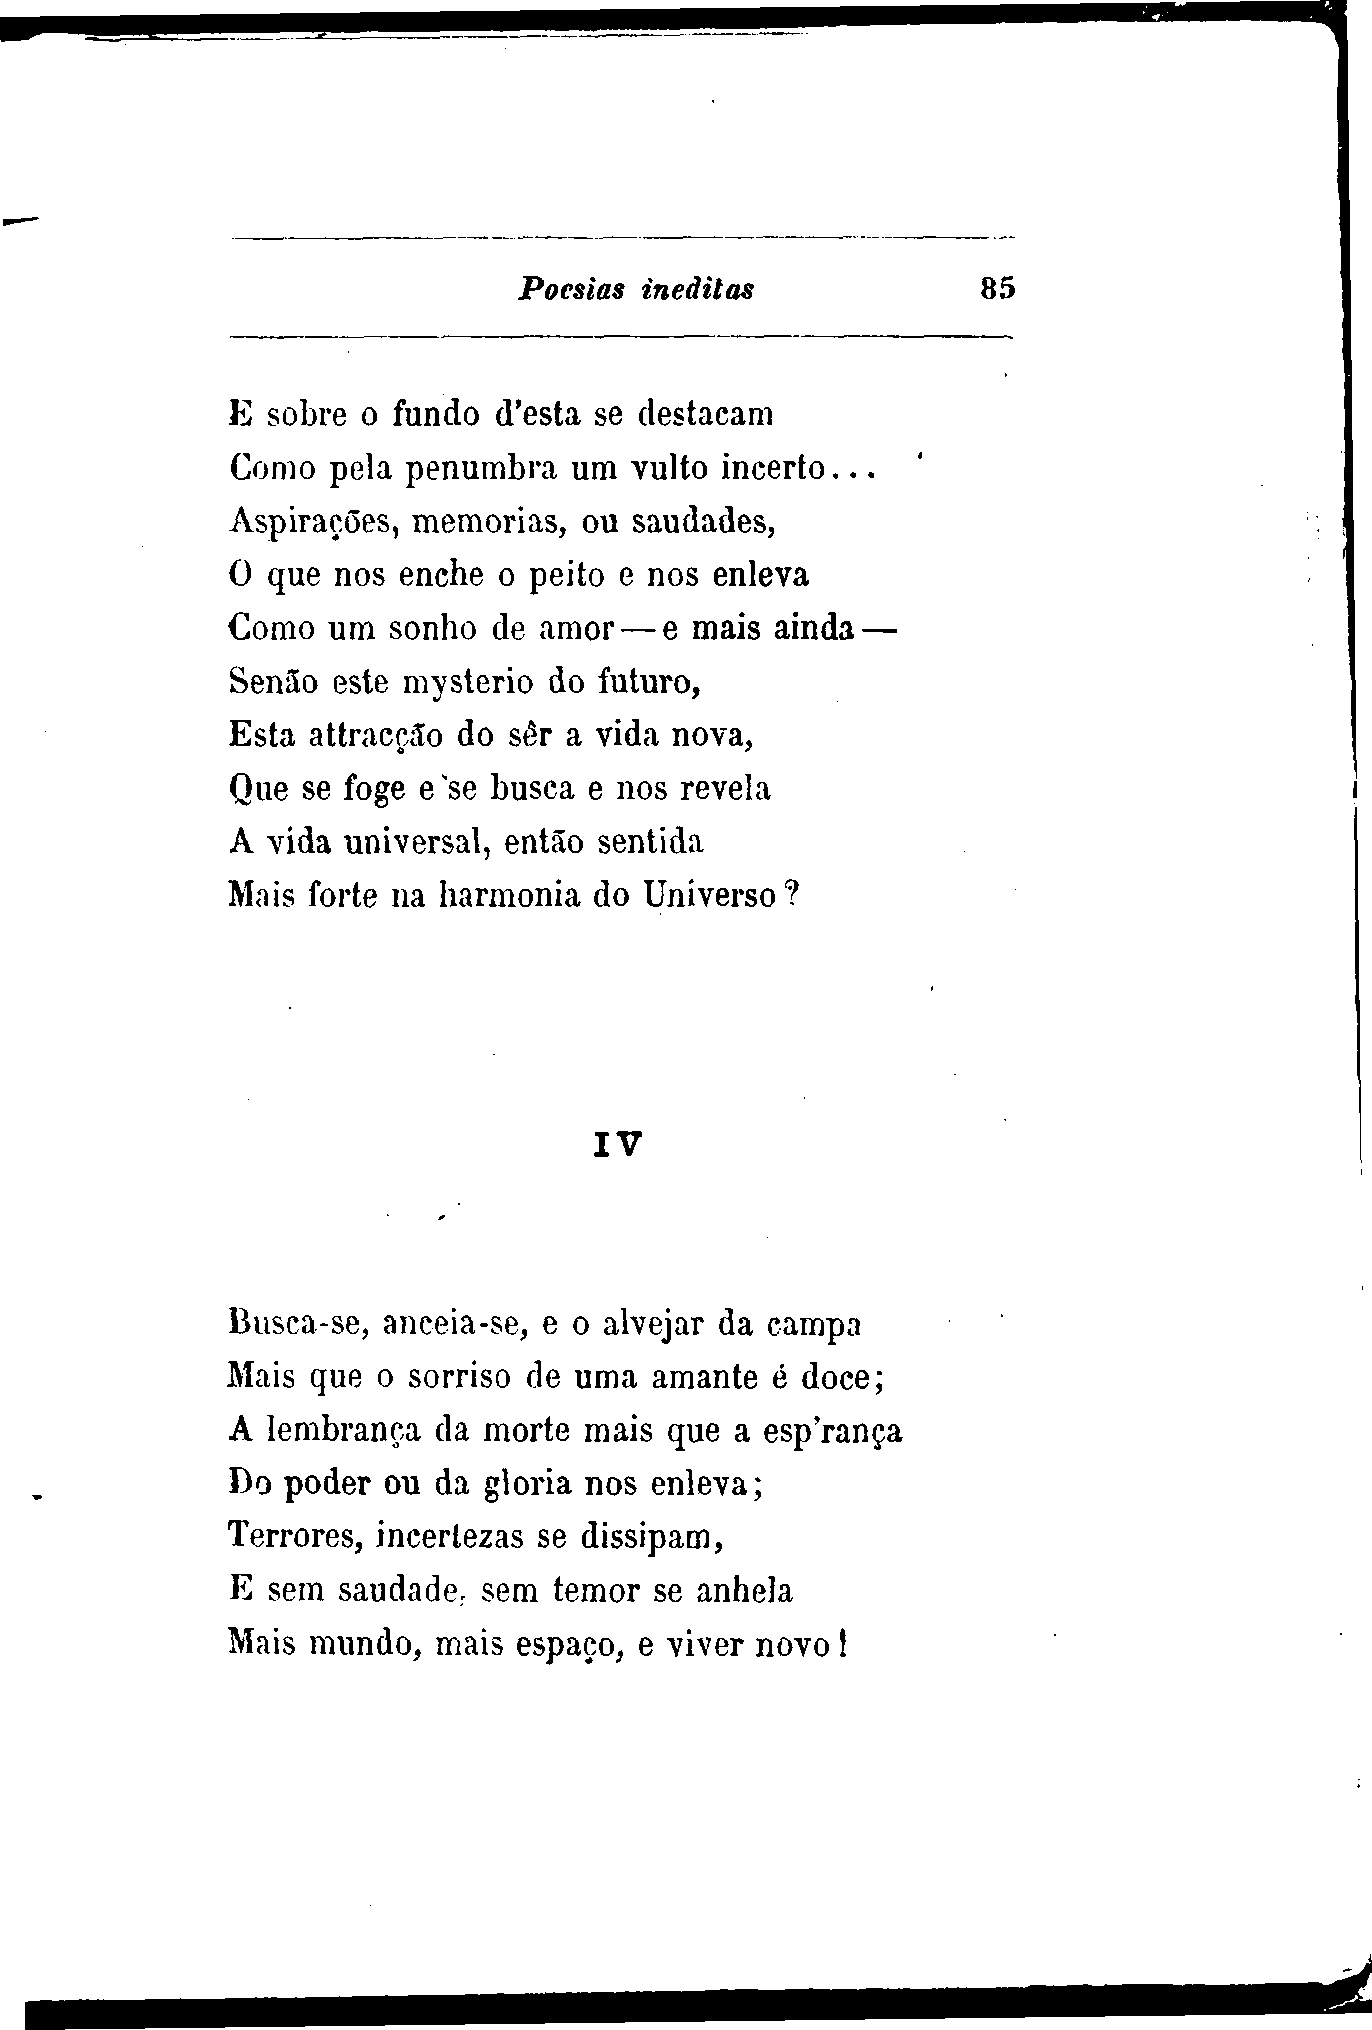 Poesias ineditas 85
E sobre o fundo d'esta se destacam
Como pela penumbra um vulto incerto...
Aspirações, memorias, ou saudades,
O que nos enche o peito e nos enleva
Como um sonho de amor—e mais ainda—
Senão este mysterio do futuro,
Esta attracção do sêr a vida nova,
Que se foge e se busca e nos revela
A vida universal, então sentida
Mais forte na harmonia do Universo?
IV
Busca-se, anceia-se, e o alvejar da campa
Mais que o sorriso de uma amante é doce;
A lembrança da morte mais que a esp'rança
Do poder ou da gloria nos enleva;
Terrores, incertezas se dissipam,
E sem saudade, sem temor se anhela
Mais mundo, mais espaço, e viver novo!